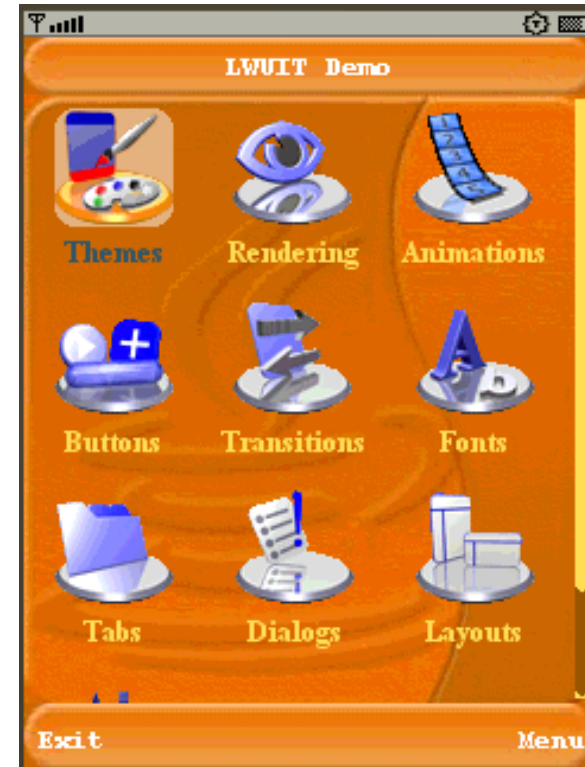 LWUIT Demo
Themes Rendering Animations
Buttons Transitions Fonts
Tabs Dialogs Layouts
Exit Menu